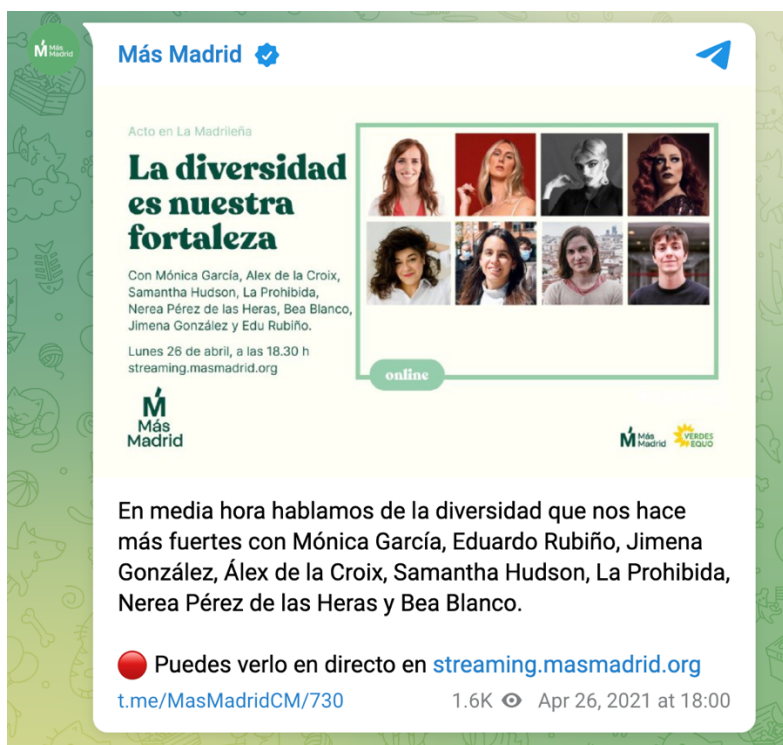 Más Madrid
Más Madrid
Acto en La Madrileña
La diversidad
es nuestra
fortaleza
Con Mónica García, Alex de la Croix,
Samantha Hudson, La Prohibida,
Nerea Pérez de las Heras, Bea Blanco,
Jimena González y Edu Rubiño.
Lunes 26 de abril, a las 18.30 h
streaming.masmadrid.org
online
Más
Madrid
Más
Madrid
VERDES
EQUO
En media hora hablamos de la diversidad que nos hace
más fuertes con Mónica García, Eduardo Rubiño, Jimena
González, Álex de la Croix, Samantha Hudson, La Prohibida,
Nerea Pérez de las Heras y Bea Blanco.
Puedes verlo en directo en streaming.masmadrid.org
t.me/MasMadridCM/730 1.6K Apr 26, 2021 at 18:00